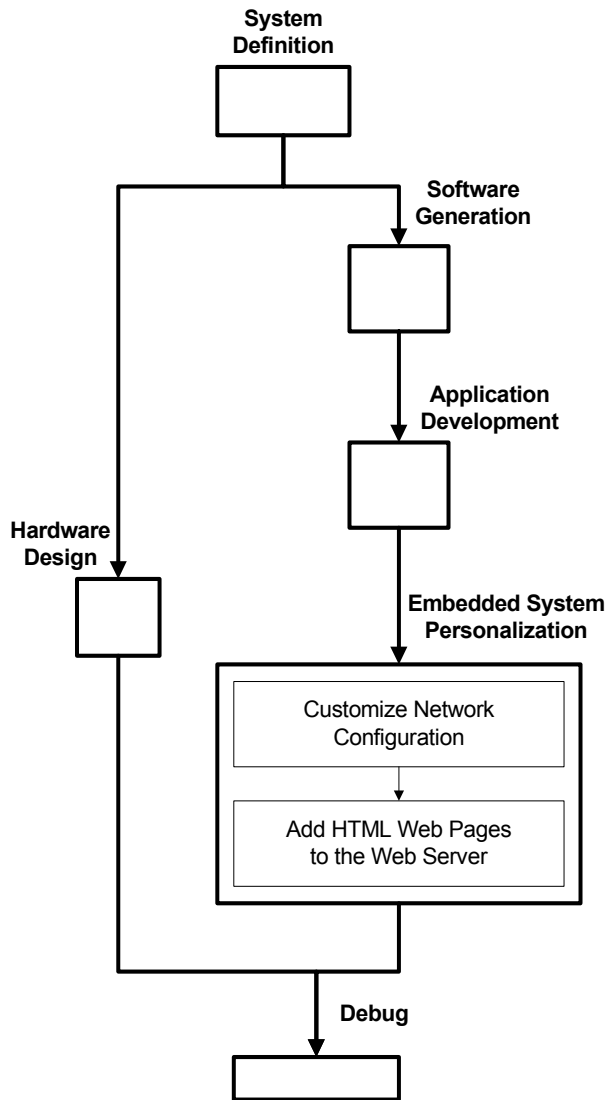 System
Definition
Software
Generation
Application
Development
Hardware
Design
Embedded System
Personalization
Customize Network
Configuration
Add HTML Web Pages
to the Web Server
Debug